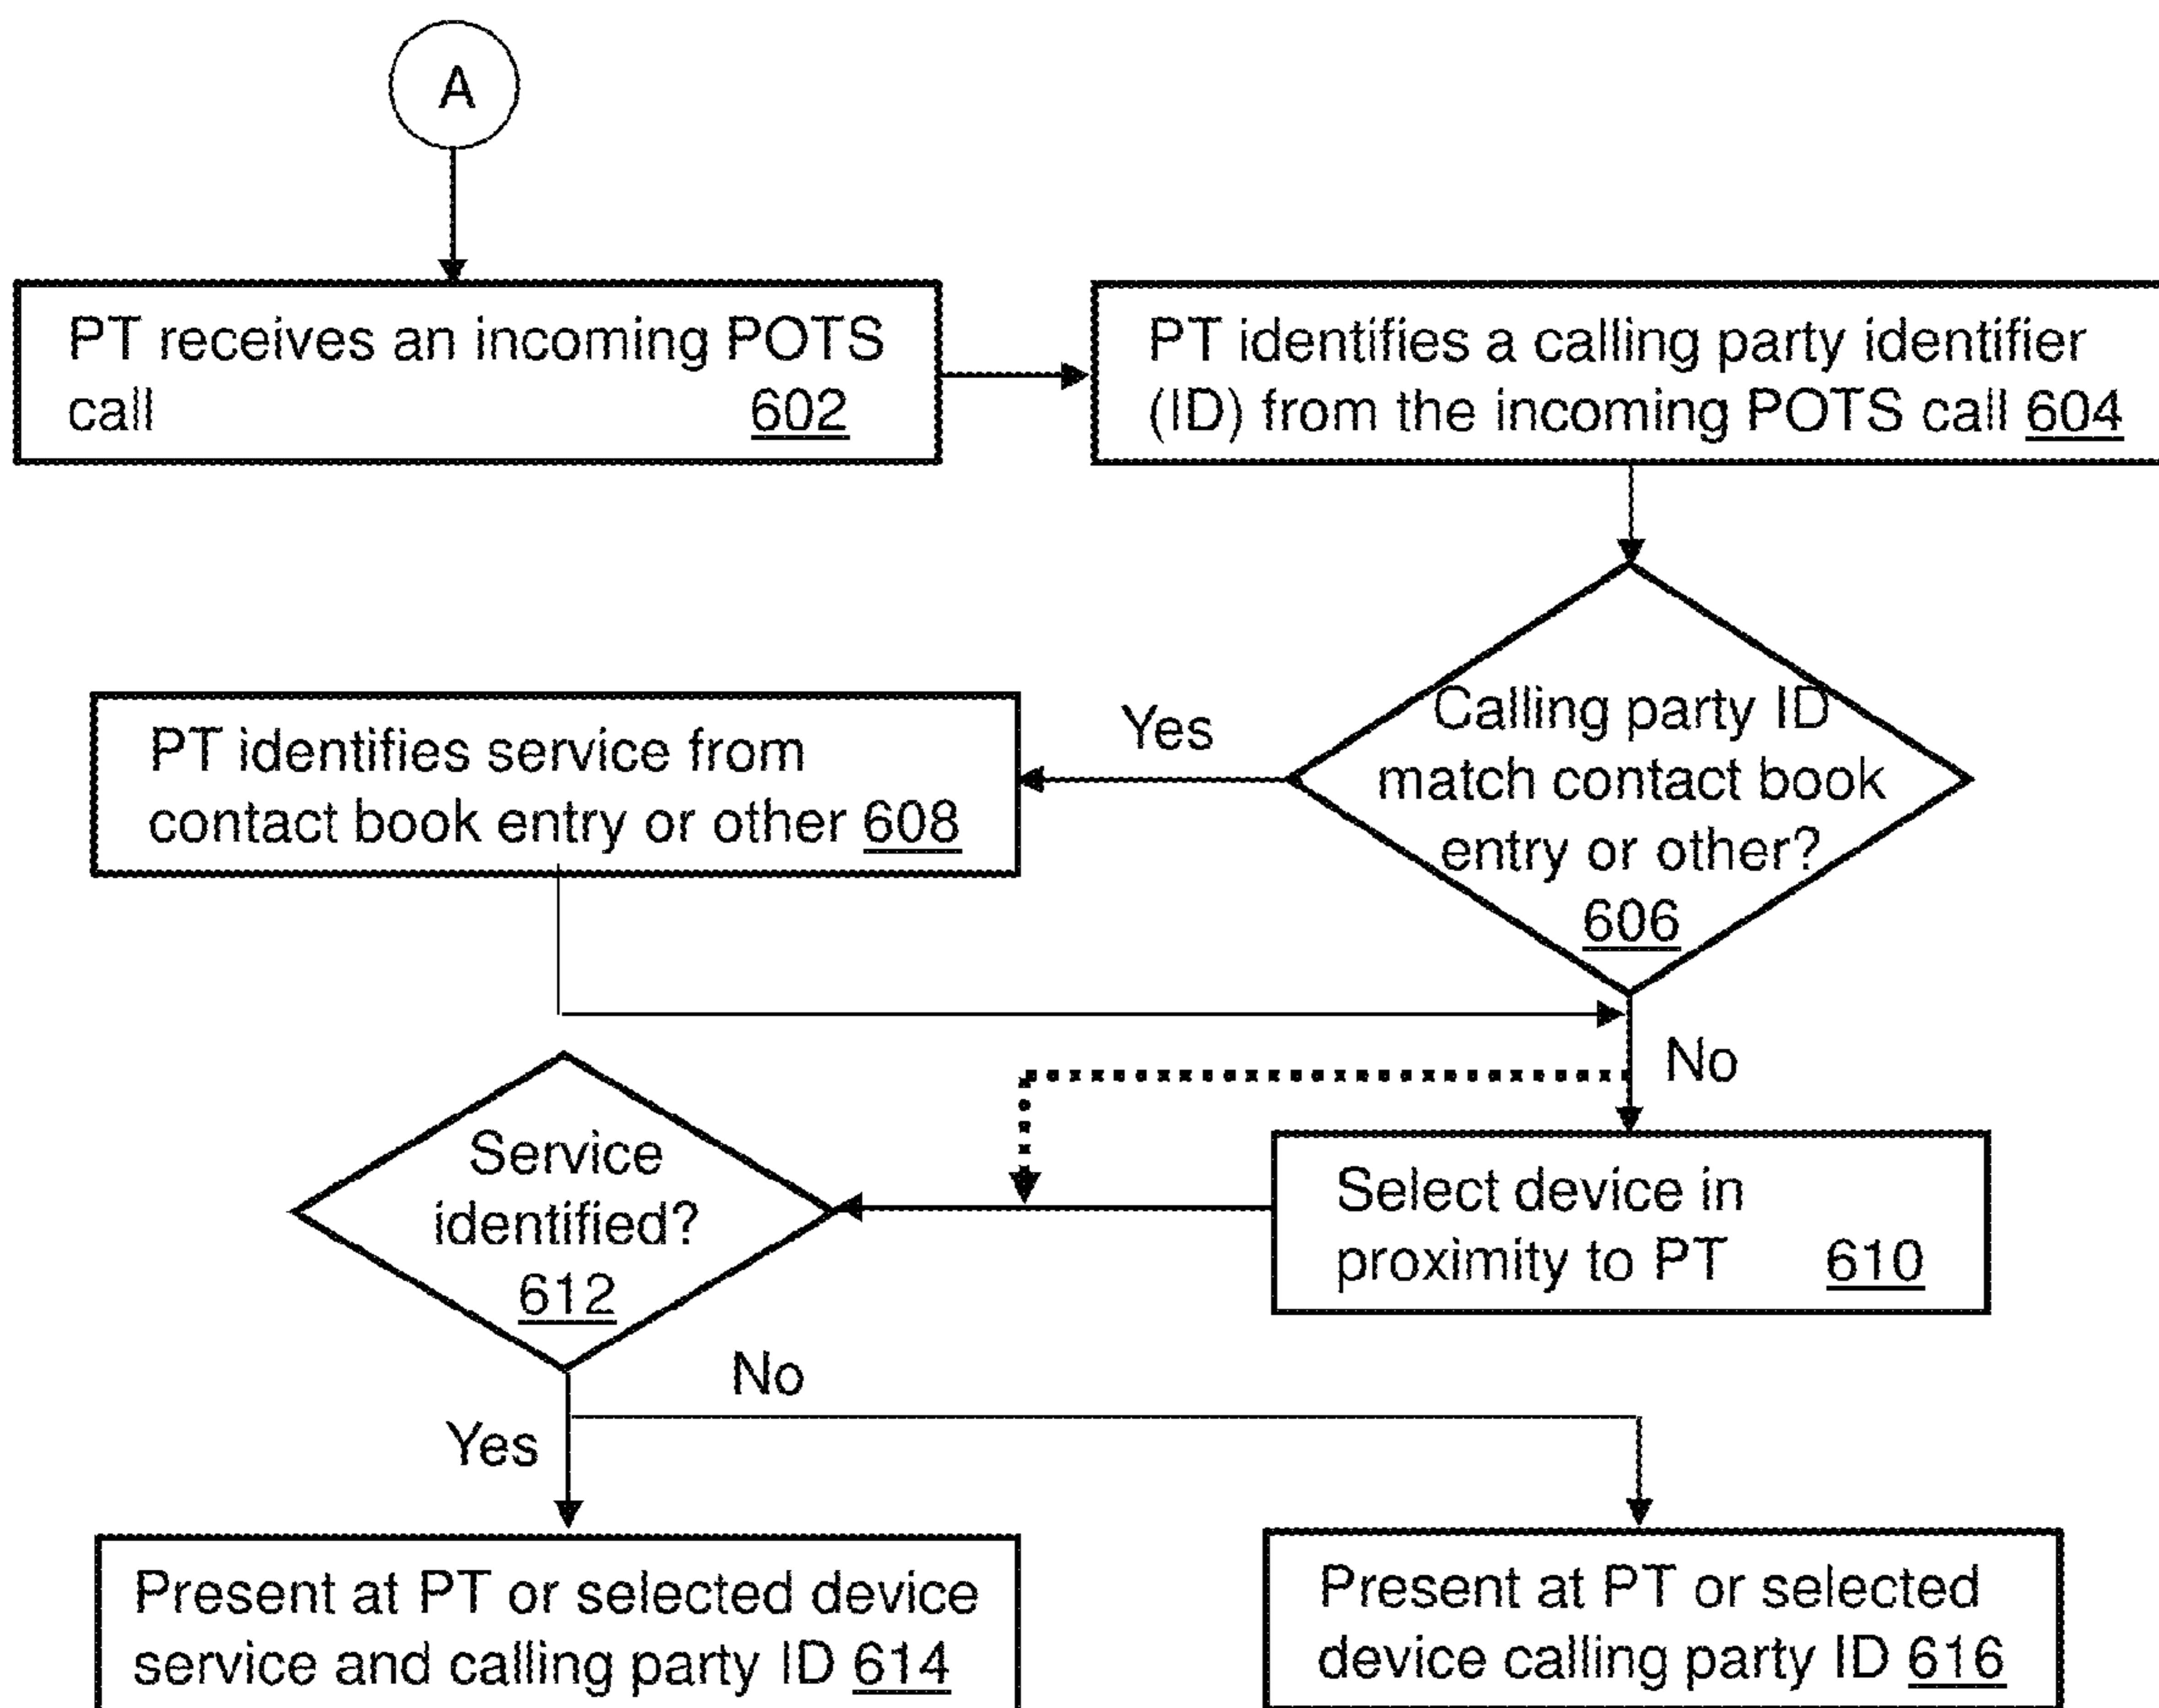 A
PT receives an incoming POTS
call 602
PT identifies a calling party identifier
(ID) from the incoming POTS call 604
Calling party ID
match contact book
entry or other?
606
Yes
PT identifies service from
contact book entry or other 608
No
Select device in
proximity to PT 610
Service
identified?
612
No
Yes
Present at PT or selected device
service and calling party ID 614
Present at PT or selected
device calling party ID 616